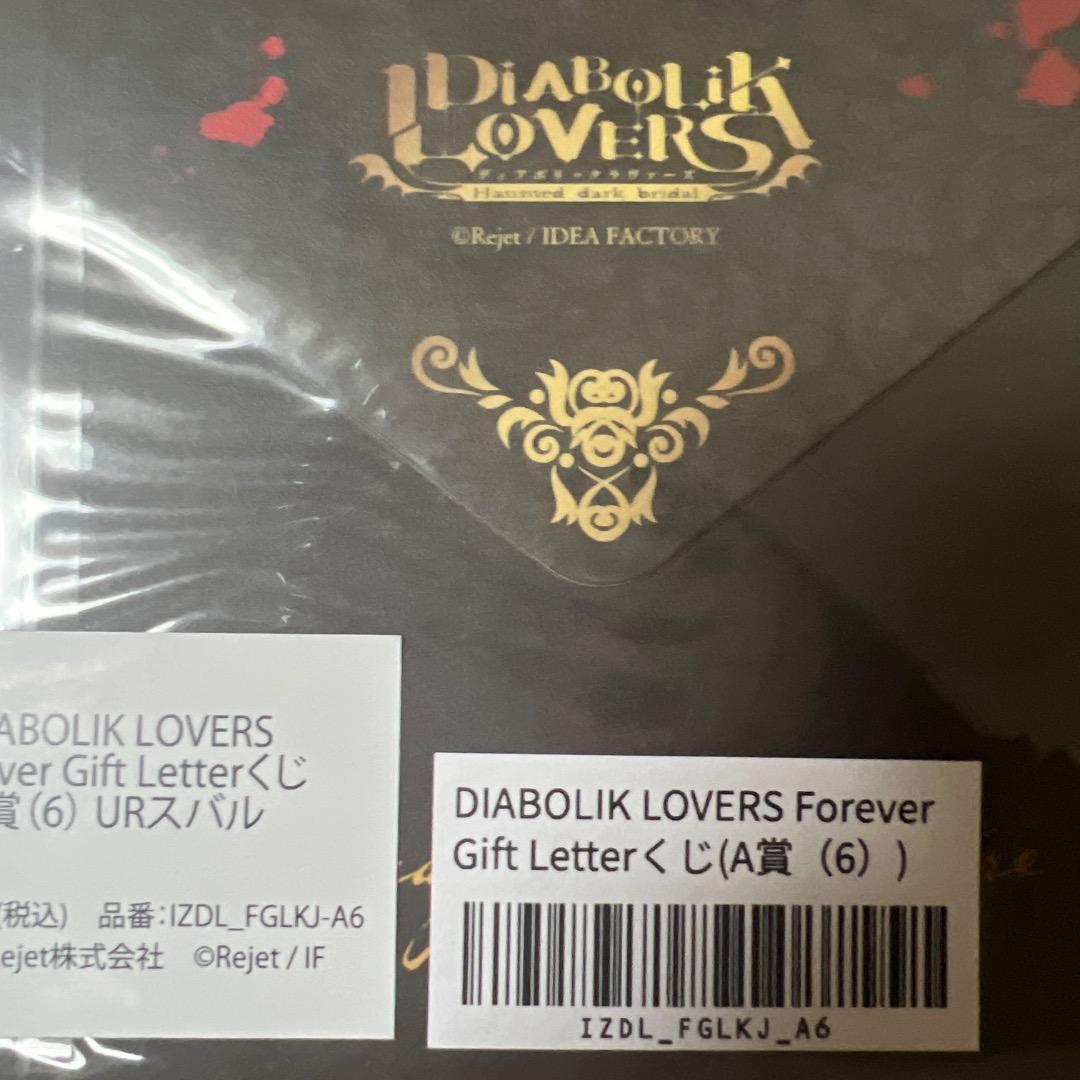 DIABOLIK
LOVERS
ディアボリックラヴァーズ
Haunted dark bridal
©Rejet / IDEA FACTORY
ABOLIK LOVERS
ver Gift Letterくじ
賞（6）URスバル
(税込) 品番:IZDL_FGLKJ-A6
ejet株式会社 ©Rejet / IF
DIABOLIK LOVERS Forever
Gift Letterくじ(A賞（6）)
IZDL_FGLKJ_A6